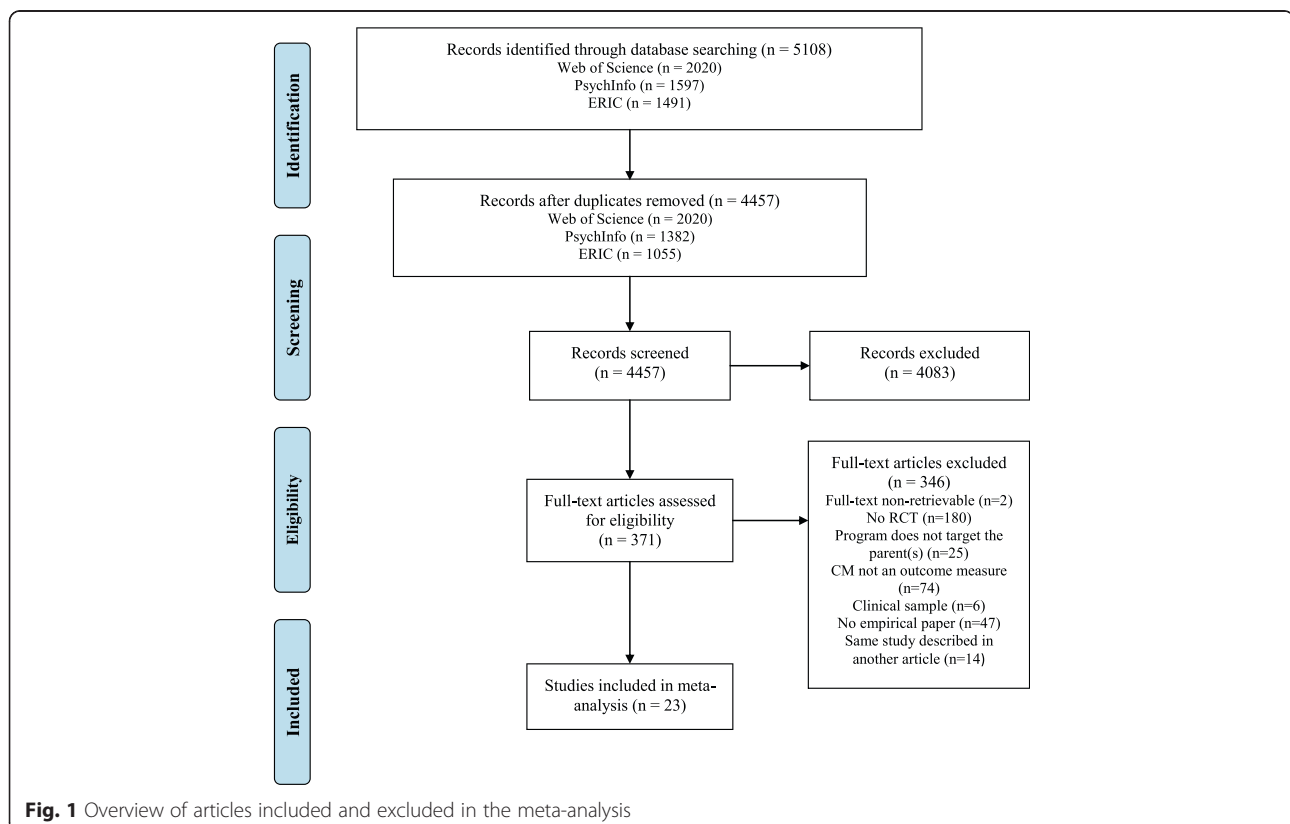 Identification
Records identified through database searching (n = 5108)
Web of Science (n = 2020)
PsychInfo (n = 1597)
ERIC (n = 1491)
Records after duplicates removed (n = 4457)
Web of Science (n = 2020)
PsychInfo (n = 1382)
ERIC (n = 1055)
Screening
Records screened
(n = 4457)
Records excluded
(n = 4083)
Eligibility
Full-text articles assessed
for eligibility
(n = 371)
Full-text articles excluded
(n = 346)
Full-text non-retrievable (n=2)
No RCT (n=180)
Program does not target the
parent(s) (n=25)
CM not an outcome measure
(n=74)
Clinical sample (n=6)
No empirical paper (n=47)
Same study described in
another article (n=14)
Included
Studies included in meta-
analysis (n = 23)
Fig. 1 Overview of articles included and excluded in the meta-analysis